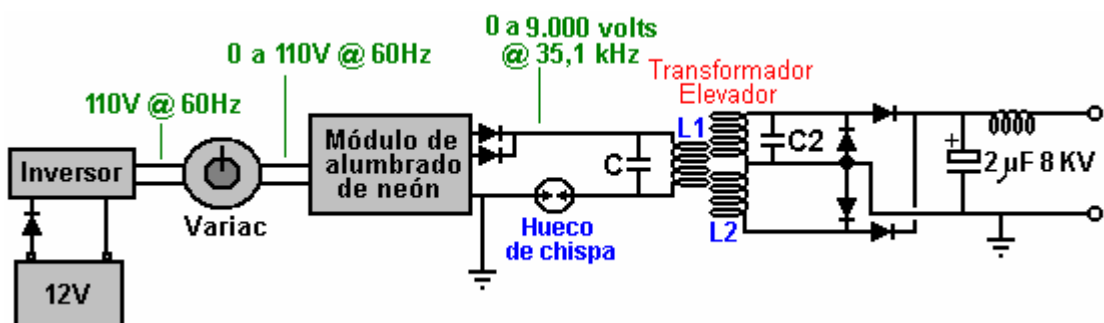 0 a 9.000 volts
@ 35,1 kHz
0 a 110V @ 60Hz
110V @ 60Hz
Transformador
Elevador
Inversor
Variac
Módulo de
alumbrado
de neón
C
Hueco
de chispa
L1
L2
C2
+
2 µF 8 KV
12V